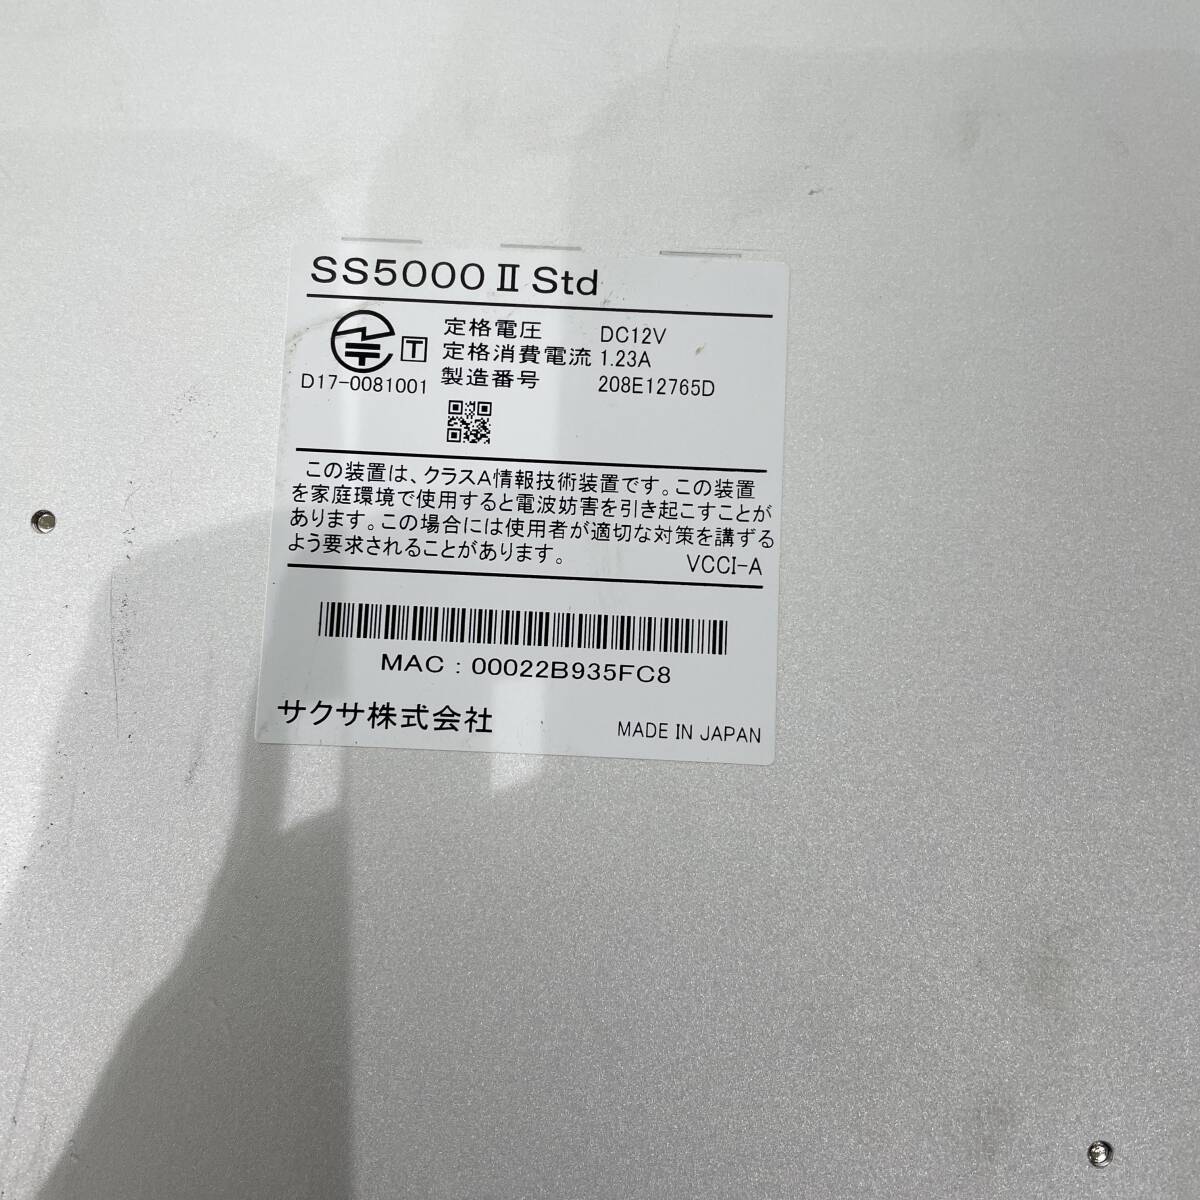 SS5000Ⅱ Std
T
定格電圧 DC12V
定格消費電流 1.23A
D17-0081001 製造番号 208E12765D
この装置は、クラスA情報技術装置です。この装置
を家庭環境で使用すると電波妨害を引き起こすことが
あります。この場合には使用者が適切な対策を講ずる
よう要求されることがあります。 VCCI-A
MAC : 00022B935FC8
サクサ株式会社 MADE IN JAPAN